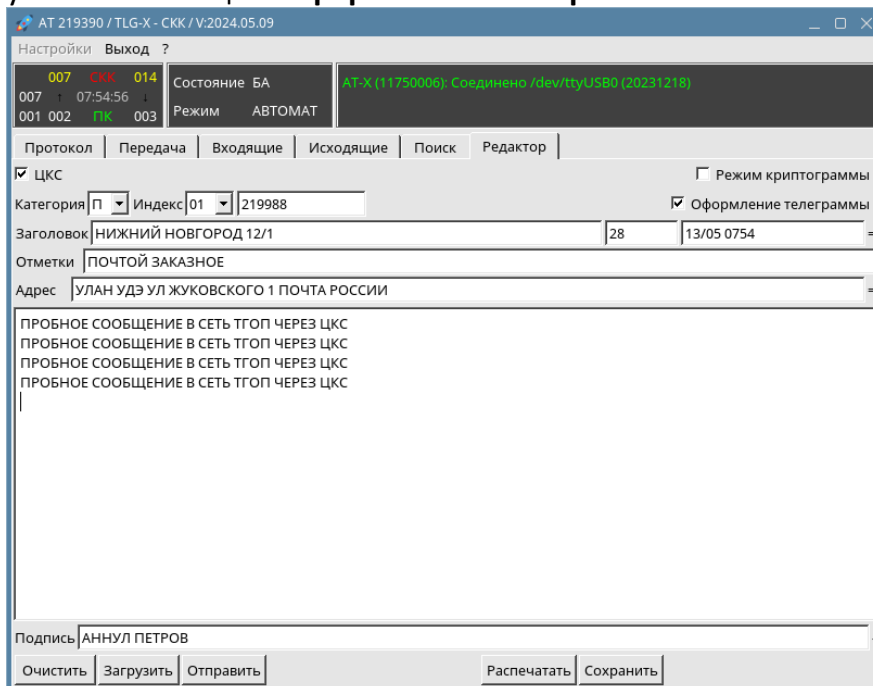 AT 219390 / TLG-X - СКК / V:2024.05.09
Настройки Выход ?
007 СКК 014
007 ↑ 07:54:56 ↓
001 002 ПК 003
Состояние БА
Режим АВТОМАТ
AT-X (11750006): Соединено /dev/ttyUSB0 (20231218)
Протокол Передача Входящие Исходящие Поиск Редактор
ЦКС Режим криптограммы
Категория П Индекс 01 219988 Оформление телеграммы
Заголовок НИЖНИЙ НОВГОРОД 12/1 28 13/05 0754 =
Отметки ПОЧТОЙ ЗАКАЗНОЕ
Адрес УЛАН УДЭ УЛ ЖУКОВСКОГО 1 ПОЧТА РОССИИ =
ПРОБНОЕ СООБЩЕНИЕ В СЕТЬ ТГОП ЧЕРЕЗ ЦКС
ПРОБНОЕ СООБЩЕНИЕ В СЕТЬ ТГОП ЧЕРЕЗ ЦКС
ПРОБНОЕ СООБЩЕНИЕ В СЕТЬ ТГОП ЧЕРЕЗ ЦКС
ПРОБНОЕ СООБЩЕНИЕ В СЕТЬ ТГОП ЧЕРЕЗ ЦКС
Подпись АННУЛ ПЕТРОВ
Очистить Загрузить Отправить Распечатать Сохранить